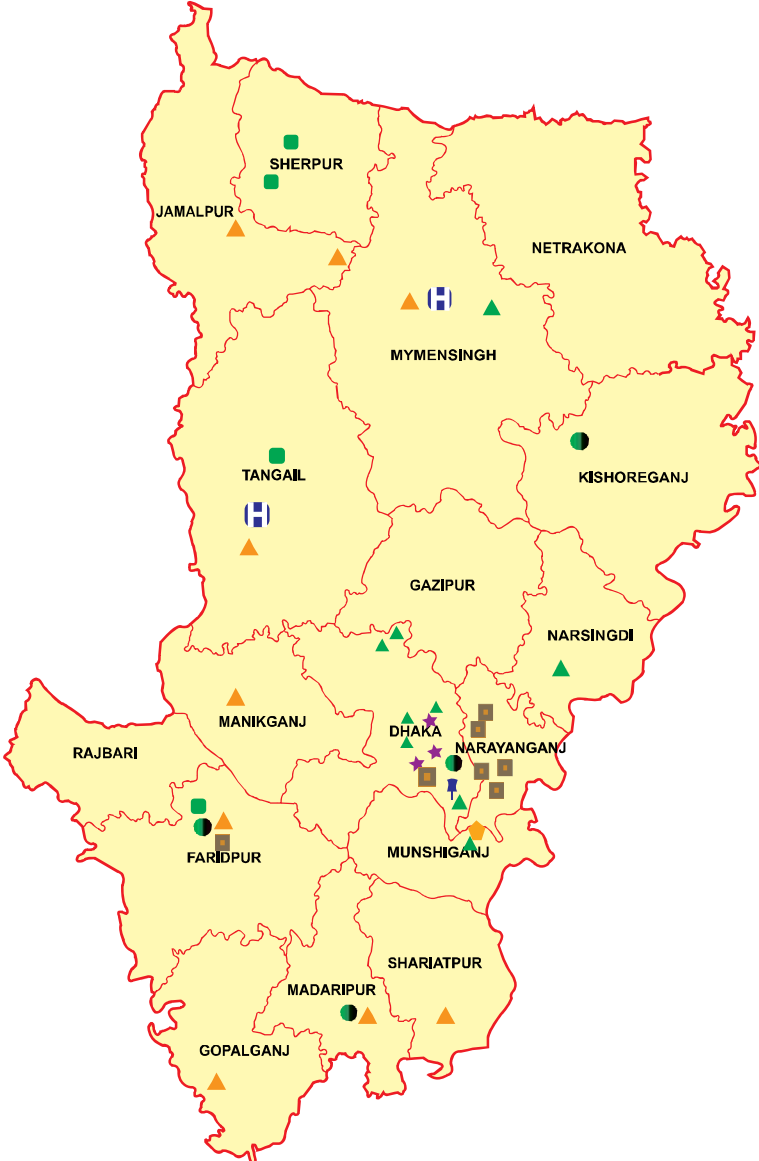 SHERPUR
JAMALPUR
NETRAKONA
MYMENSINGH
TANGAIL
KISHOREGANJ
GAZIPUR
NARSINGDI
MANIKGANJ
DHAKA
NARAYANGANJ
RAJBARI
MUNSHIGANJ
FARIDPUR
SHARIATPUR
MADARIPUR
GOPALGANJ